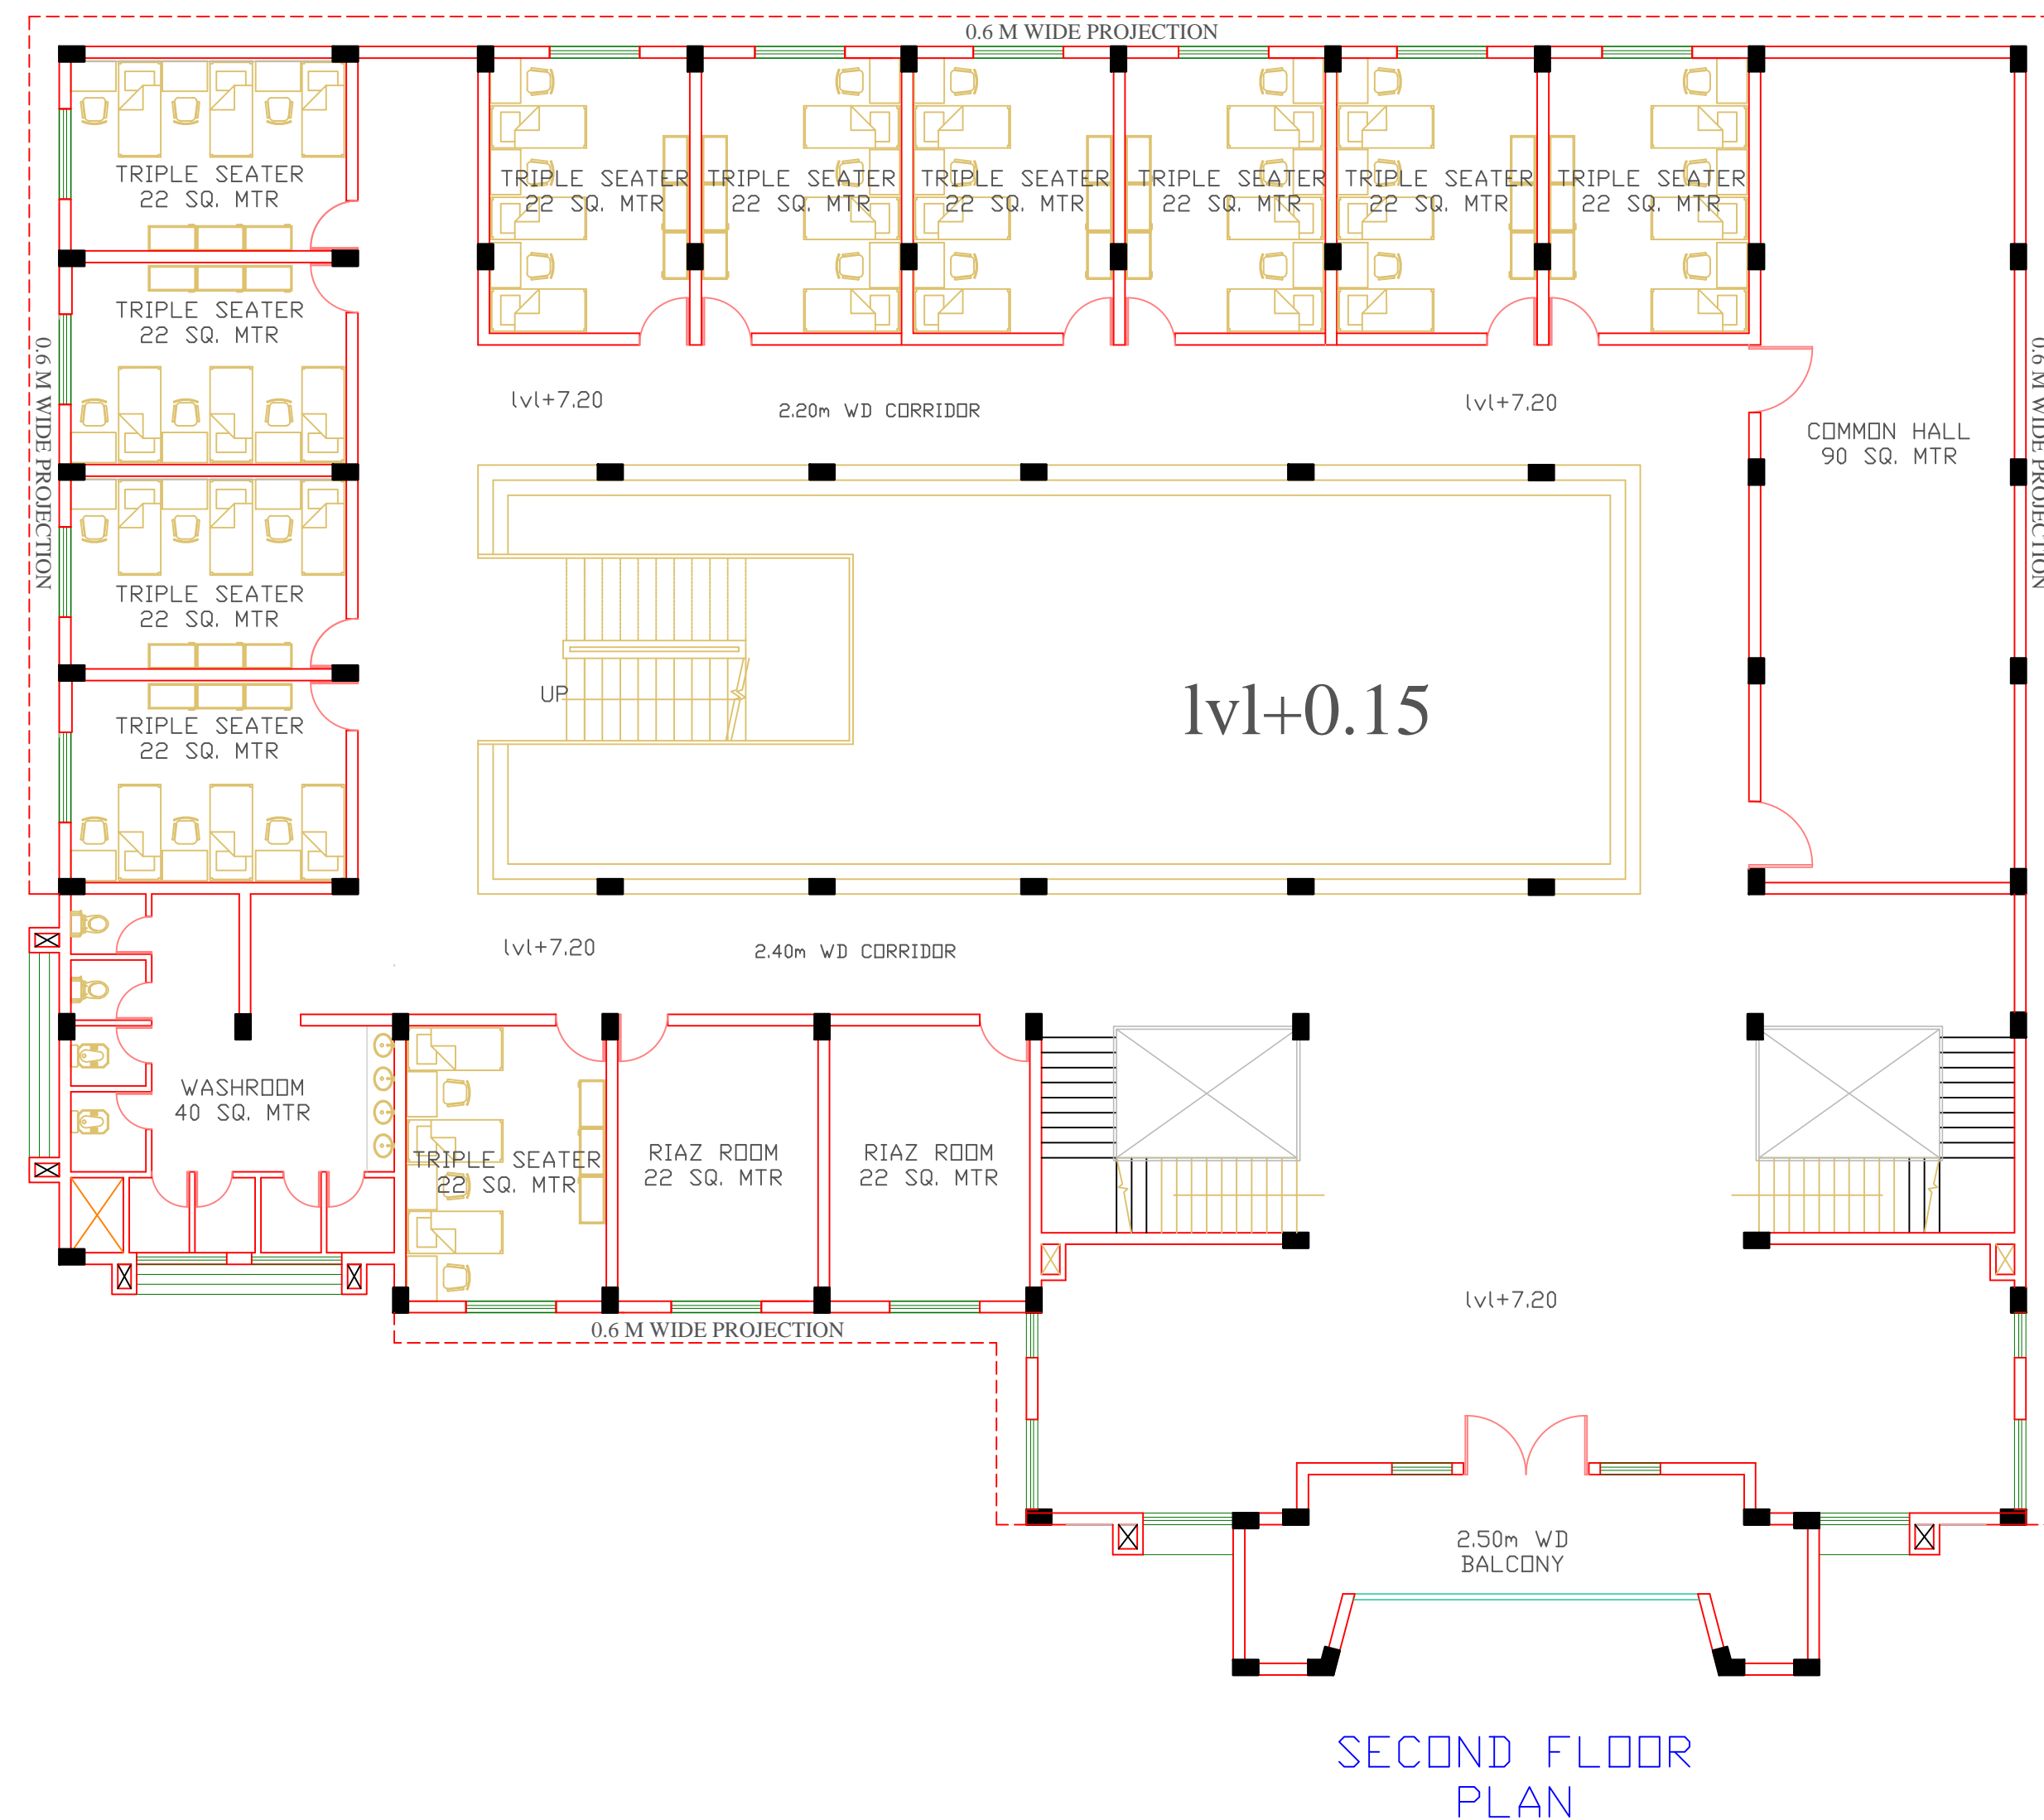 0.6 M WIDE PROJECTION
TRIPLE SEATER
22 SQ. MTR
TRIPLE SEATER
22 SQ. MTR
TRIPLE SEATER
22 SQ. MTR
TRIPLE SEATER
22 SQ. MTR
TRIPLE SEATER
22 SQ. MTR
TRIPLE SEATER
22 SQ. MTR
TRIPLE SEATER
22 SQ. MTR
TRIPLE SEATER
22 SQ. MTR
0.6 M WIDE PROJECTION
0.6 M WIDE PROJECTION
lvl+7.20
2.20m WD CORRIDOR
lvl+7.20
COMMON HALL
90 SQ. MTR
TRIPLE SEATER
22 SQ. MTR
UP
lvl+0.15
TRIPLE SEATER
22 SQ. MTR
lvl+7.20
2.40m WD CORRIDOR
WASHROOM
40 SQ. MTR
TRIPLE SEATER
22 SQ. MTR
RIAZ ROOM
22 SQ. MTR
RIAZ ROOM
22 SQ. MTR
lvl+7.20
0.6 M WIDE PROJECTION
2.50m WD
BALCONY
SECOND FLOOR
PLAN